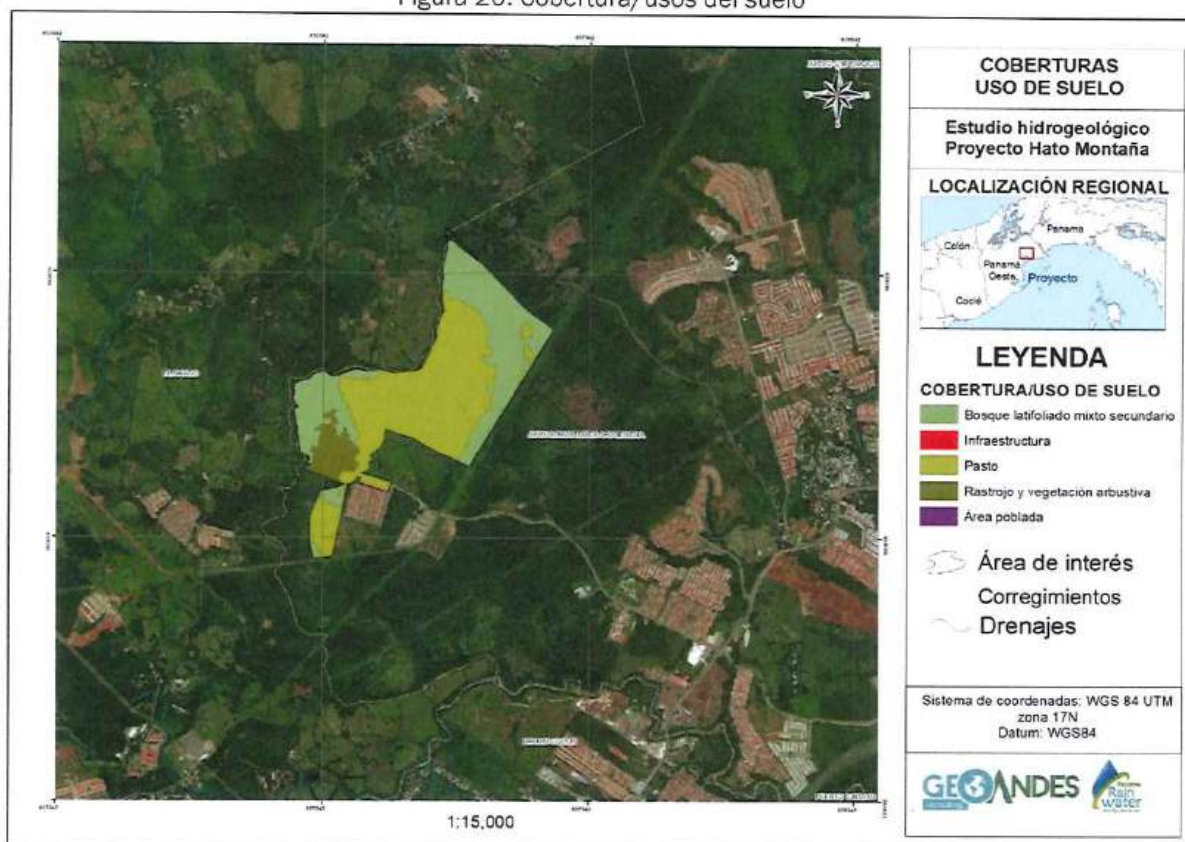 Figura 20. Cobertura/usos del suelo
COBERTURAS
USO DE SUELO
Estudio hidrogeológico
Proyecto Hato Montaña
LOCALIZACIÓN REGIONAL
Colón
Panama
Panamá
Oeste
Proyecto
Coclé
LEYENDA
COBERTURA/USO DE SUELO
Bosque latifoliado mixto secundario
Infraestructura
Pasto
Rastrojo y vegetación arbustiva
Área poblada
Área de interés
Corregimientos
Drenajes
Sistema de coordenadas: WGS 84 UTM
zona 17N
Datum: WGS84
GEOANDES
Rain
water
1:15,000